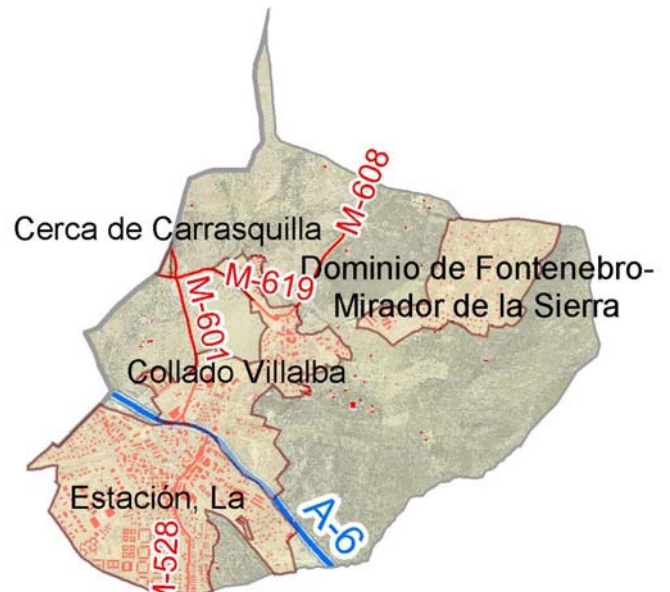 M-608
Cerca de Carrasquilla
M-619
Dominio de Fontenebro-
Mirador de la Sierra
M-601
Collado Villalba
Estación, La
A-6
M-528